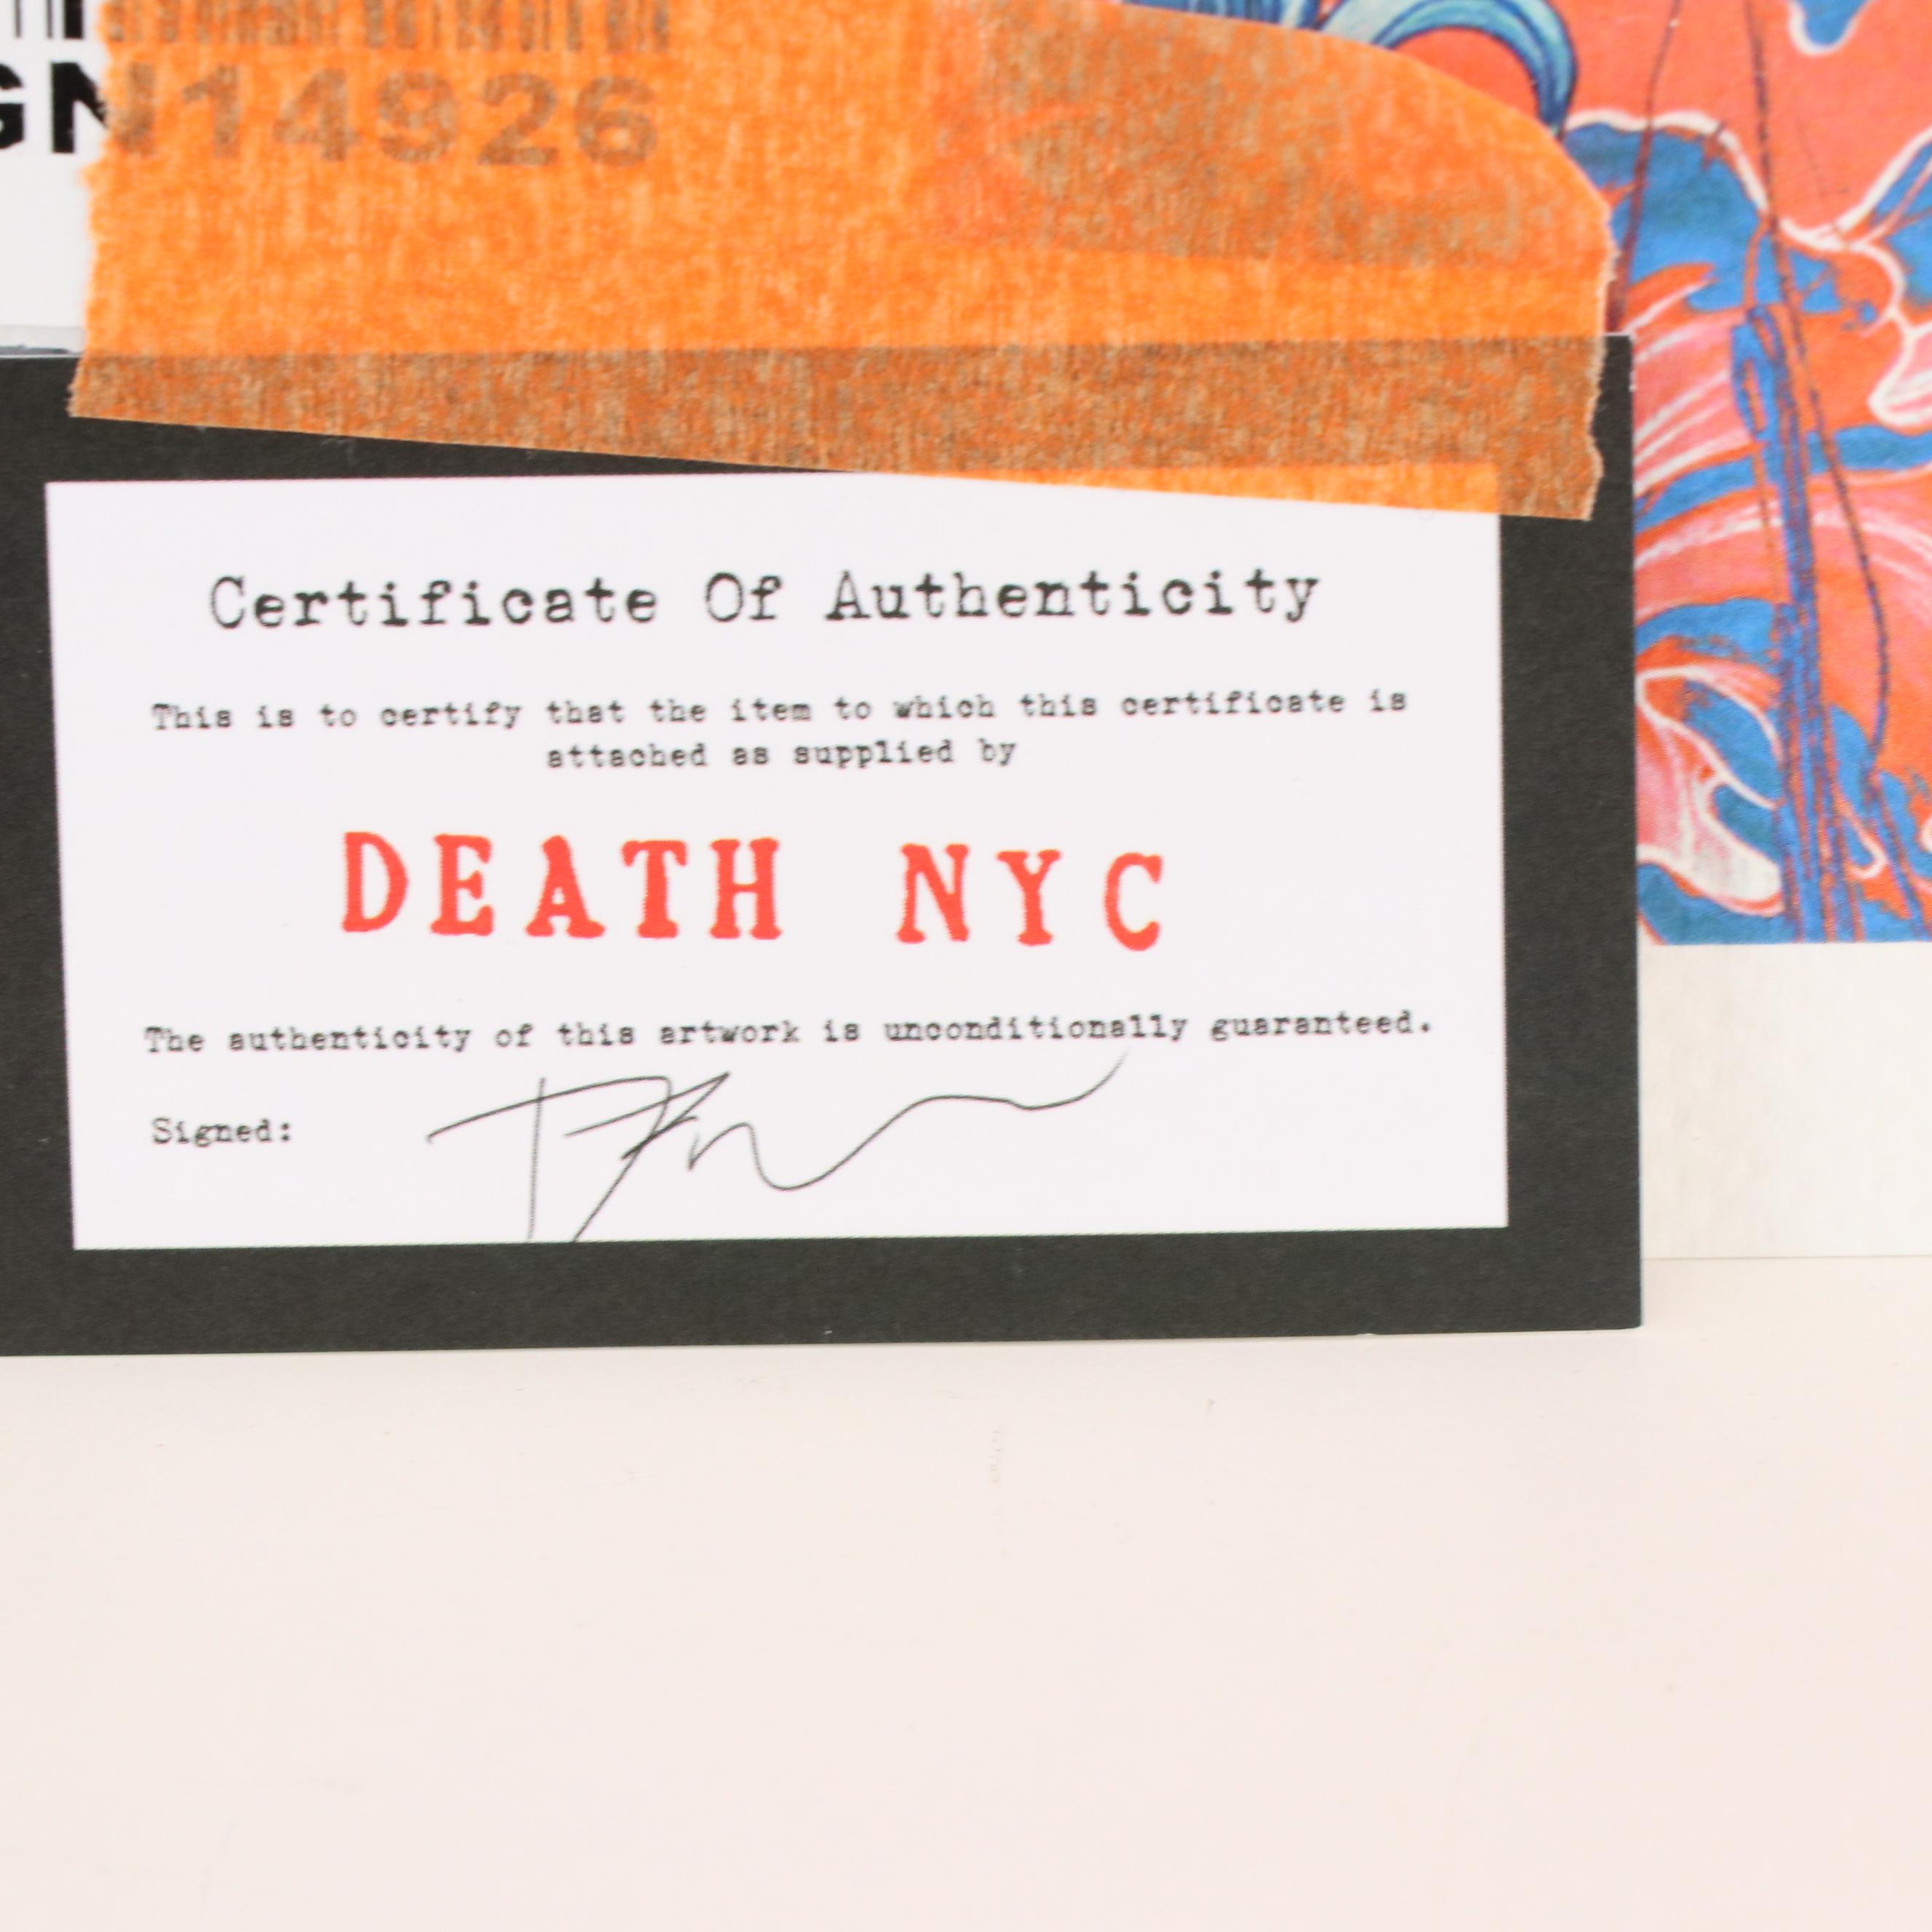 GN14926
Certificate Of Authenticity
This is to certify that the item to which this certificate is
attached as supplied by
DEATH NYC
The authenticity of this artwork is unconditionally guaranteed.
Signed: